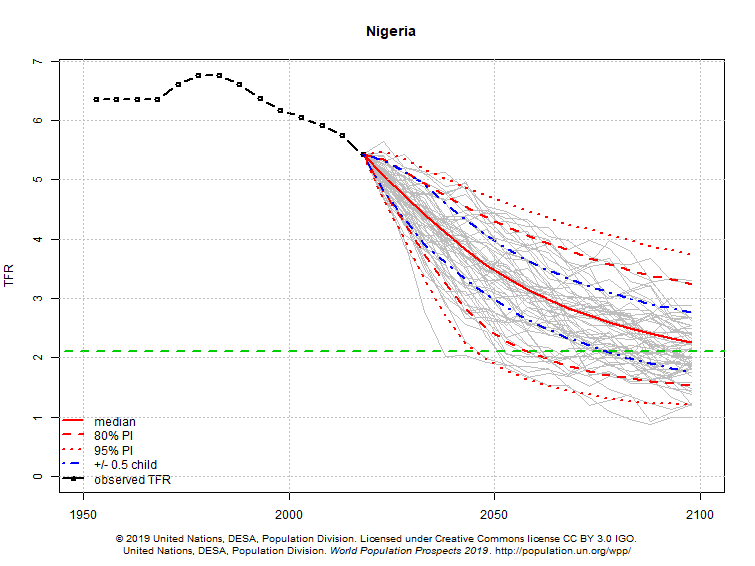 Nigeria
TFR
7
6
5
4
3
2
1
0
median
80% PI
95% PI
+/- 0.5 child
observed TFR
1950 2000 2050 2100
© 2019 United Nations, DESA, Population Division. Licensed under Creative Commons license CC BY 3.0 IGO.
United Nations, DESA, Population Division. World Population Prospects 2019. http://population.un.org/wpp/